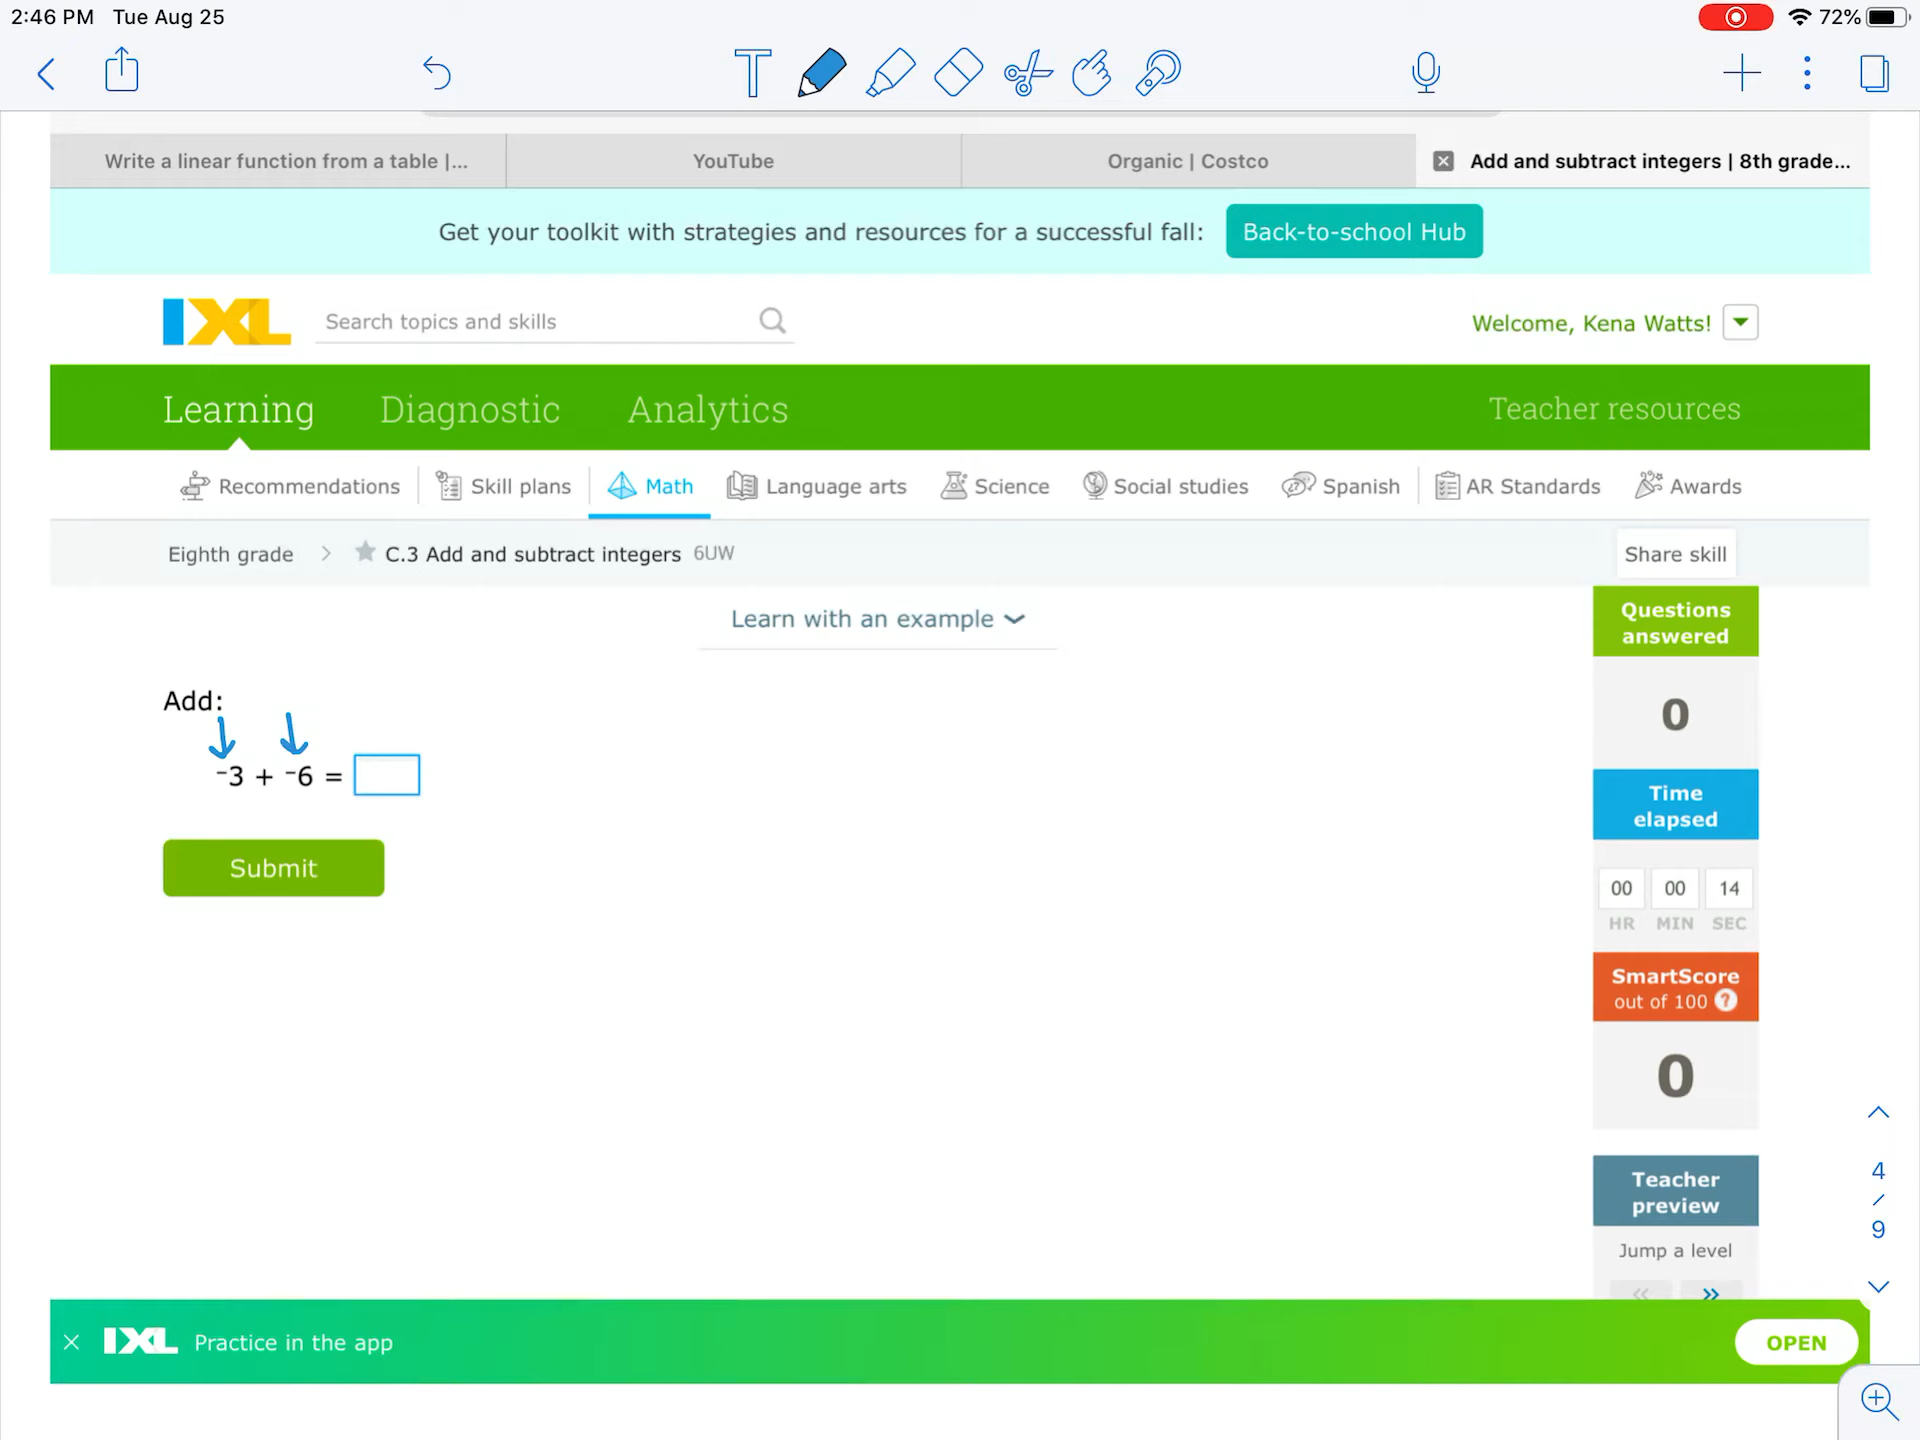 2:46 PM Tue Aug 25 72%
T
Write a linear function from a table |... YouTube Organic | Costco Add and subtract integers | 8th grade...
Get your toolkit with strategies and resources for a successful fall: Back-to-school Hub
IXL Search topics and skills Welcome, Kena Watts!
Learning Diagnostic Analytics Teacher resources
Recommendations Skill plans Math Language arts Science Social studies Spanish AR Standards Awards
Eighth grade > C.3 Add and subtract integers 6UW Share skill
Learn with an example
Questions
answered
0
Add:
⁻3 + ⁻6 =
Submit
Time
elapsed
00 00 14
HR MIN SEC
SmartScore
out of 100 ?
0
Teacher
preview
Jump a level
« »
4
/
9
× IXL Practice in the app OPEN